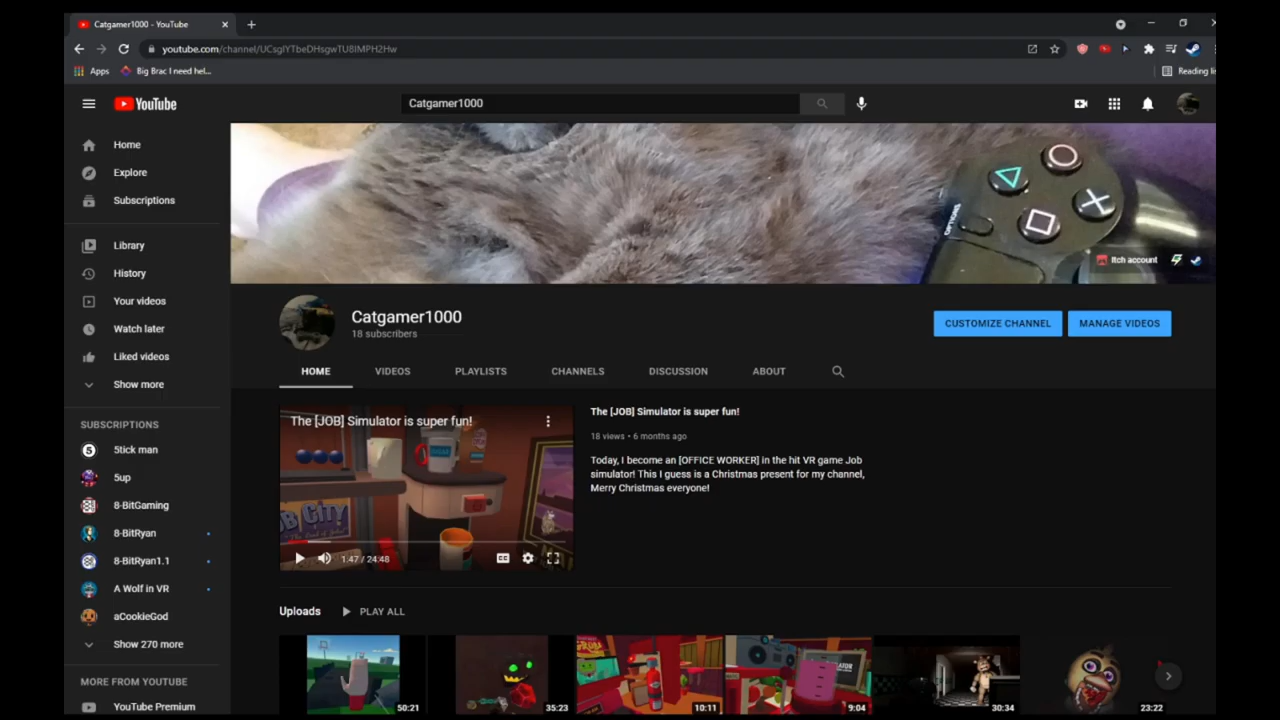 Catgamer1000 - YouTube
youtube.com/channel/UCsglYTbeDHsgwTU8IMPH2Hw
Apps
Big Brac I need hel...
Reading li
YouTube
Catgamer1000
Home
Explore
Subscriptions
Library
History
Your videos
Watch later
Liked videos
Show more
SUBSCRIPTIONS
5tick man
5up
8-BitGaming
8-BitRyan
8-BitRyan1.1
A Wolf in VR
aCookieGod
Show 270 more
MORE FROM YOUTUBE
YouTube Premium
OPTIONS
Itch account
Catgamer1000
18 subscribers
CUSTOMIZE CHANNEL
MANAGE VIDEOS
HOME
VIDEOS
PLAYLISTS
CHANNELS
DISCUSSION
ABOUT
The [JOB] Simulator is super fun!
SUGAR
OB CITY
1:47 / 24:48
The [JOB] Simulator is super fun!
18 views • 6 months ago
Today, I become an [OFFICE WORKER] in the hit VR game Job
simulator! This I guess is a Christmas present for my channel,
Merry Christmas everyone!
Uploads
PLAY ALL
50:21
35:23
10:11
9:04
30:34
23:22